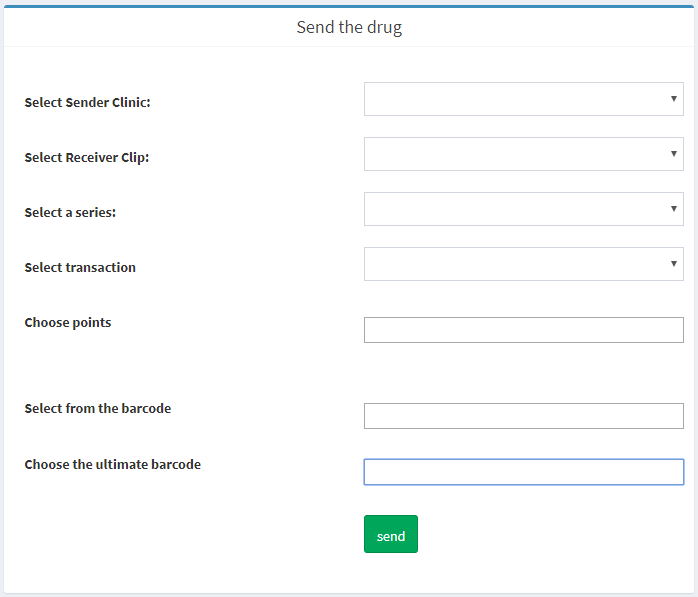 Send the drug
Select Sender Clinic:
Select Receiver Clip:
Select a series:
Select transaction
Choose points
Select from the barcode
Choose the ultimate barcode
send